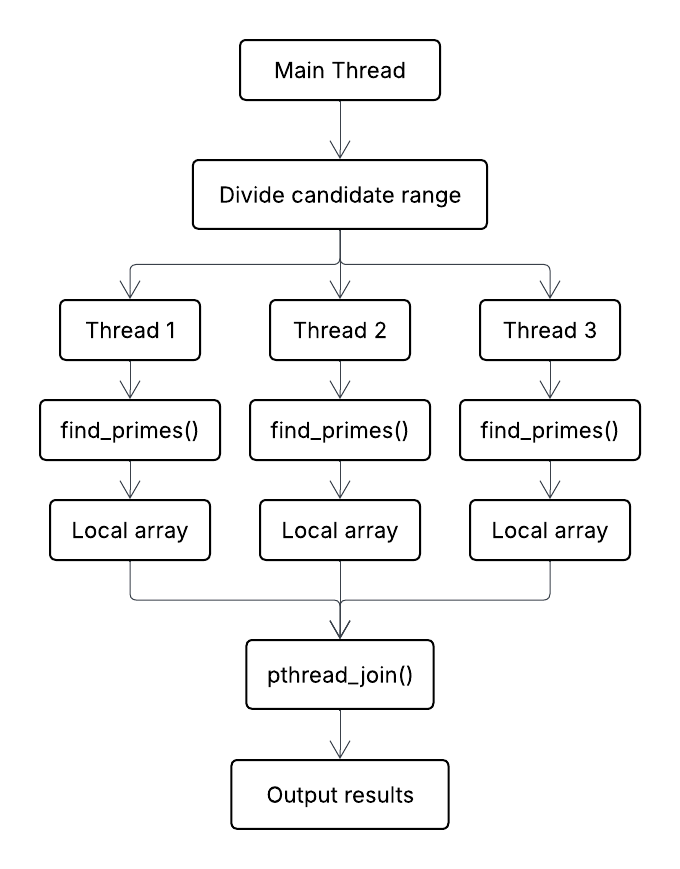 Main Thread
Divide candidate range
Thread 1
Thread 2
Thread 3
find_primes()
find_primes()
find_primes()
Local array
Local array
Local array
pthread_join()
Output results